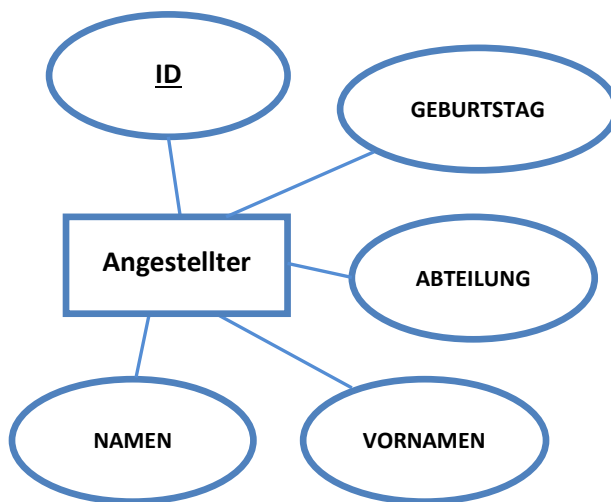 ID
GEBURTSTAG
Angestellter
ABTEILUNG
NAMEN
VORNAMEN